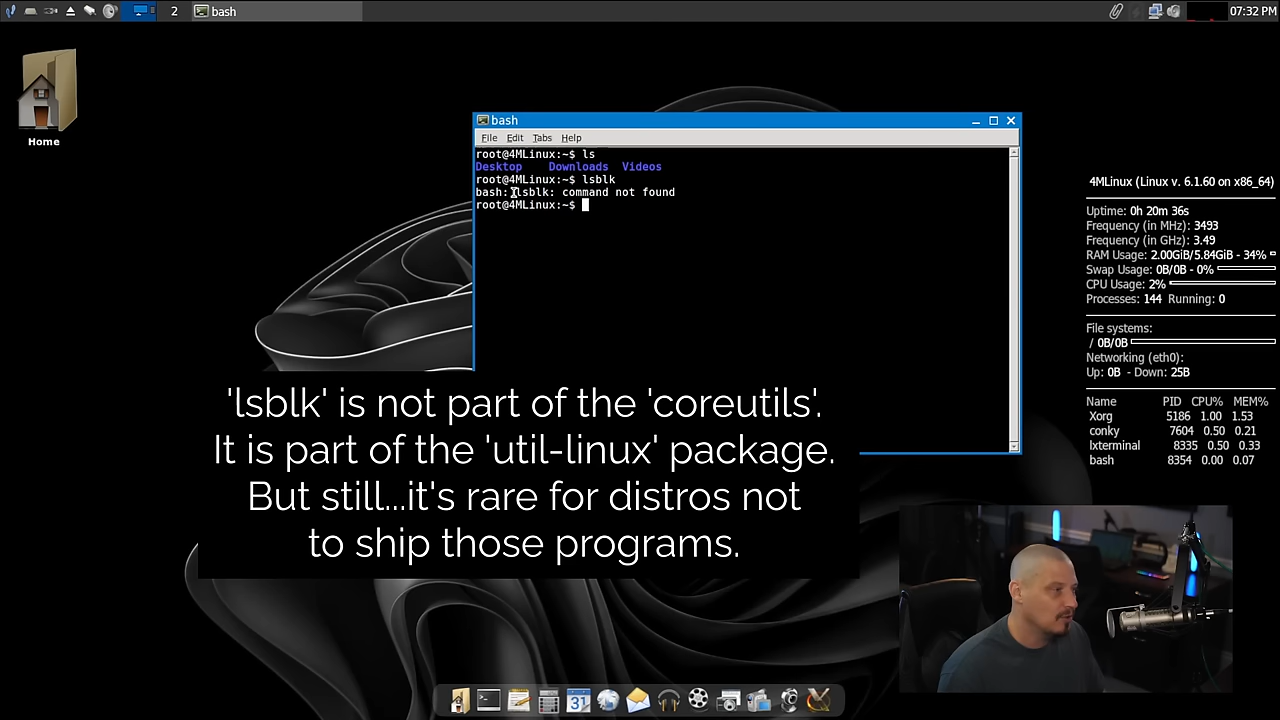 2
bash
07:32 PM
Home
bash
File Edit Tabs Help
root@4MLinux:~$ ls
Desktop Downloads Videos
root@4MLinux:~$ lsblk
bash: lsblk: command not found
root@4MLinux:~$
4MLinux (Linux v. 6.1.60 on x86_64)
Uptime: 0h 20m 36s
Frequency (in MHz): 3493
Frequency (in GHz): 3.49
RAM Usage: 2.00GiB/5.84GiB - 34%
Swap Usage: 0B/0B - 0%
CPU Usage: 2%
Processes: 144 Running: 0
File systems:
/ 0B/0B
Networking (eth0):
Up: 0B - Down: 25B
Name PID CPU% MEM%
Xorg 5186 1.00 1.53
conky 7604 0.50 0.21
lxterminal 8335 0.50 0.33
bash 8354 0.00 0.07
'lsblk' is not part of the 'coreutils'.
It is part of the 'util-linux' package.
But still...it's rare for distros not
to ship those programs.
31